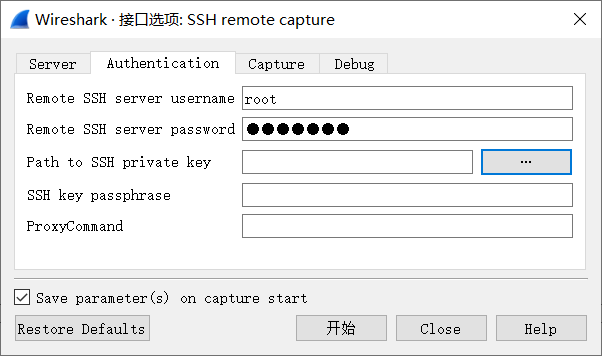 Wireshark · 接口选项: SSH remote capture
Server Authentication Capture Debug
Remote SSH server username root
Remote SSH server password ●●●●●●●
Path to SSH private key ...
SSH key passphrase
ProxyCommand
Save parameter(s) on capture start
Restore Defaults 开始 Close Help